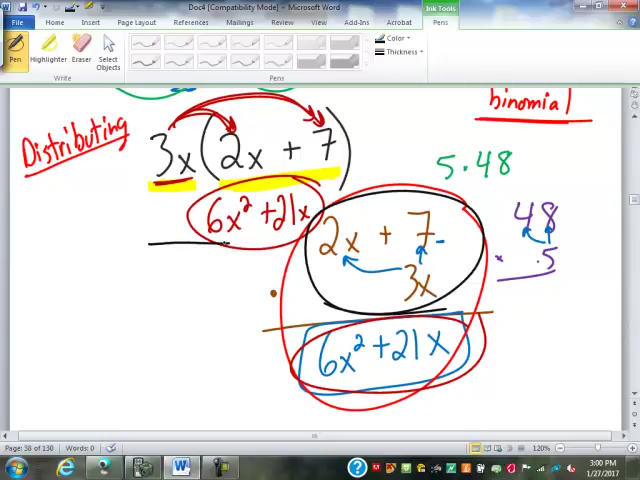 Doc4 (Compatibility Mode) - Microsoft Word
Ink Tools
File Home Insert Page Layout References Mailings Review View Add-Ins Acrobat Pens
Pen Highlighter Eraser Select Objects
Color
Thickness
Write Pens
binomial
Distributing
3x(2x + 7)
5·48
6x² + 21x
2x + 7
3x
48
× .5
6x² + 21x
Page: 38 of 130 Words: 0 120%
3:00 PM
1/27/2017